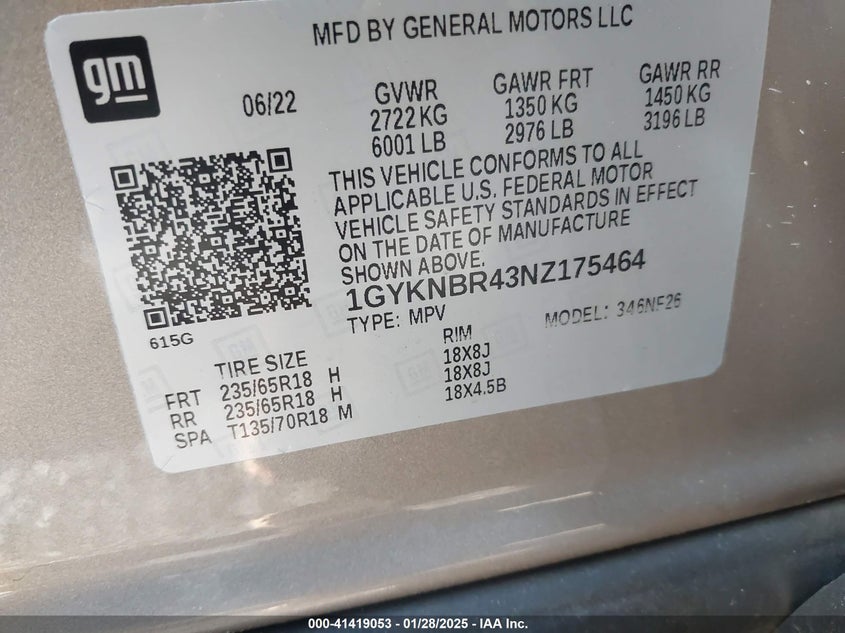 MFD BY GENERAL MOTORS LLC
gm
06/22
GVWR GAWR FRT GAWR RR
2722 KG 1350 KG 1450 KG
6001 LB 2976 LB 3196 LB
THIS VEHICLE CONFORMS TO ALL
APPLICABLE U.S. FEDERAL MOTOR
VEHICLE SAFETY STANDARDS IN EFFECT
ON THE DATE OF MANUFACTURE
SHOWN ABOVE.
1GYKNBR43NZ175464
TYPE: MPV MODEL: 346NF26
615G
TIRE SIZE RIM
FRT 235/65R18 H 18X8J
RR 235/65R18 H 18X8J
SPA T135/70R18 M 18X4.5B
000-41419053 — 01/28/2025 — IAA Inc.